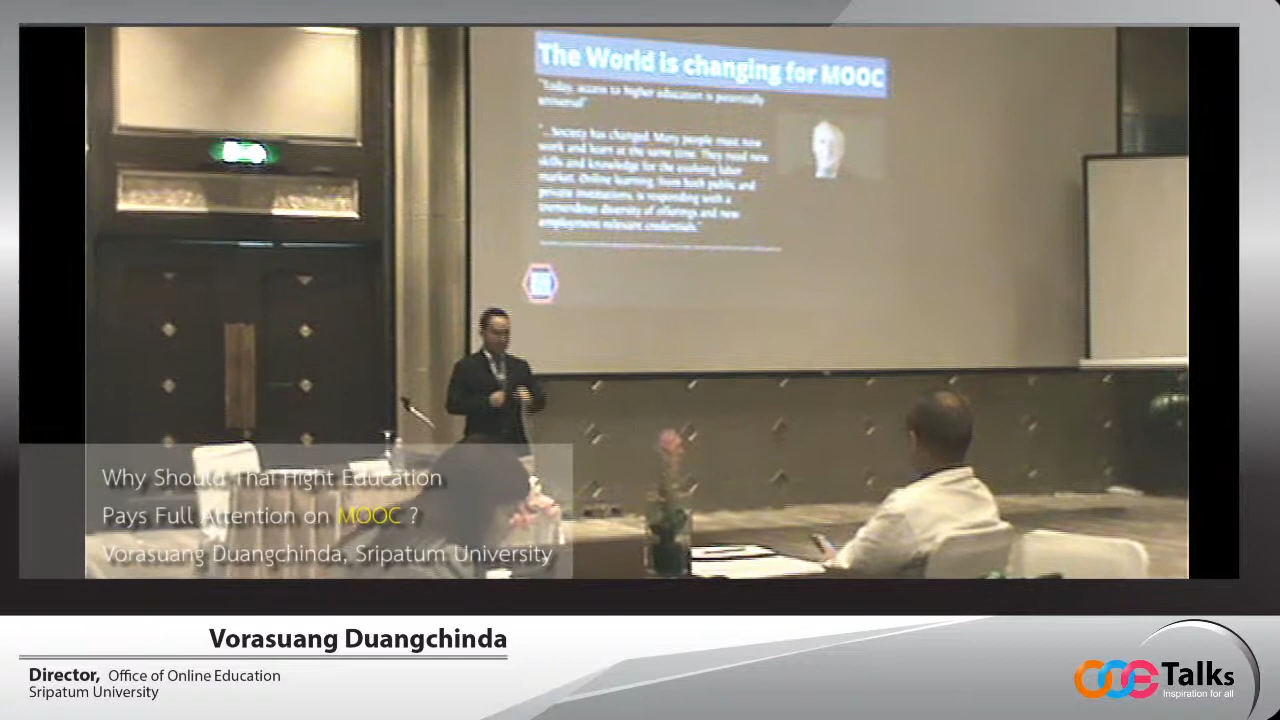 The World is changing for MOOC
"Today, access to higher education is potentially
universal"
"...Society has changed. Many people must now
work and learn at the same time. They need new
skills and knowledge for the evolving labor
market. Online learning, from both public and
private institutions, is responding with a
tremendous diversity of offerings and new
employment relevant credentials."
Why Should Thai Hight Education
Pays Full Attention on MOOC ?
Vorasuang Duangchinda, Sripatum University
Vorasuang Duangchinda
Director, Office of Online Education
Sripatum University
OOE Talks
Inspiration for all